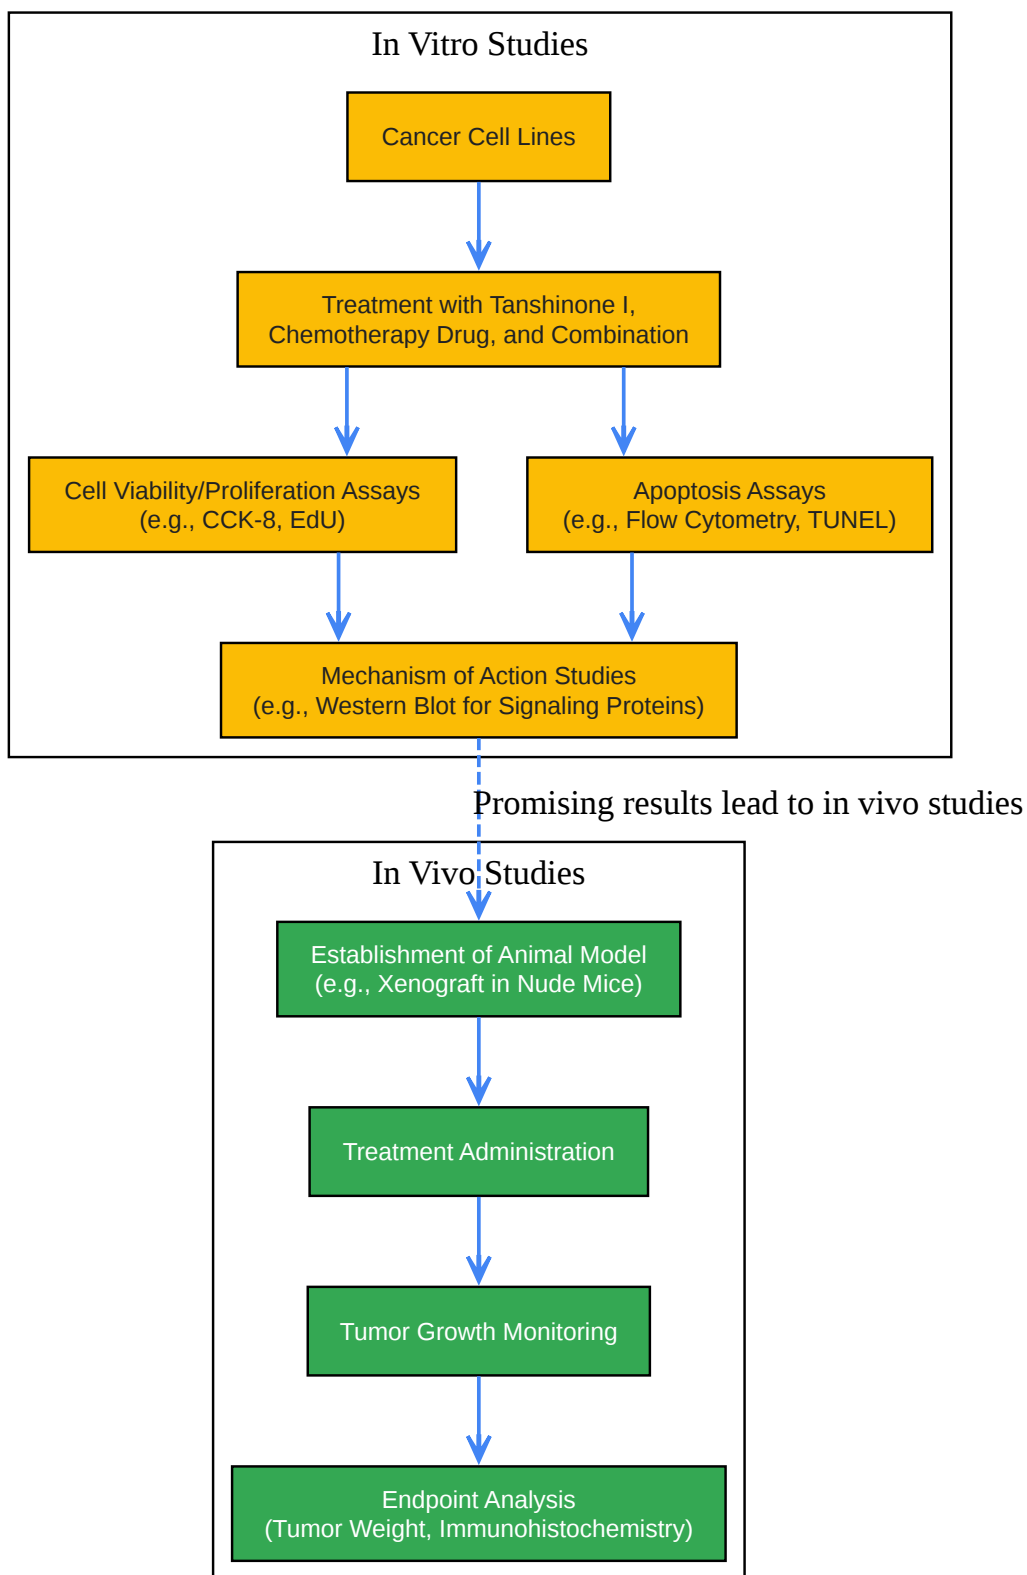 In Vitro Studies
Cancer Cell Lines
Treatment with Tanshinone I,
Chemotherapy Drug, and Combination
Cell Viability/Proliferation Assays
(e.g., CCK-8, EdU)
Apoptosis Assays
(e.g., Flow Cytometry, TUNEL)
Mechanism of Action Studies
(e.g., Western Blot for Signaling Proteins)
Promising results lead to in vivo studies
In Vivo Studies
Establishment of Animal Model
(e.g., Xenograft in Nude Mice)
Treatment Administration
Tumor Growth Monitoring
Endpoint Analysis
(Tumor Weight, Immunohistochemistry)